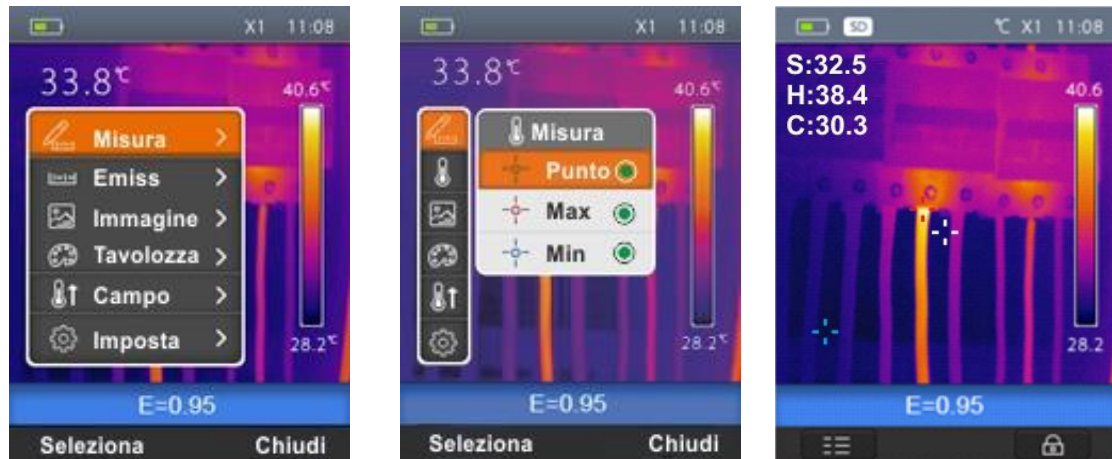 X1 11:08
33.8℃
40.6℃
Misura >
Emiss >
Immagine >
Tavolozza >
Campo >
Imposta >
28.2℃
E=0.95
Seleziona Chiudi
X1 11:08
33.8℃
40.6℃
Misura
Punto
Max
Min
28.2℃
E=0.95
Seleziona Chiudi
SD ℃ X1 11:08
S:32.5
H:38.4
C:30.3
40.6
28.2
E=0.95